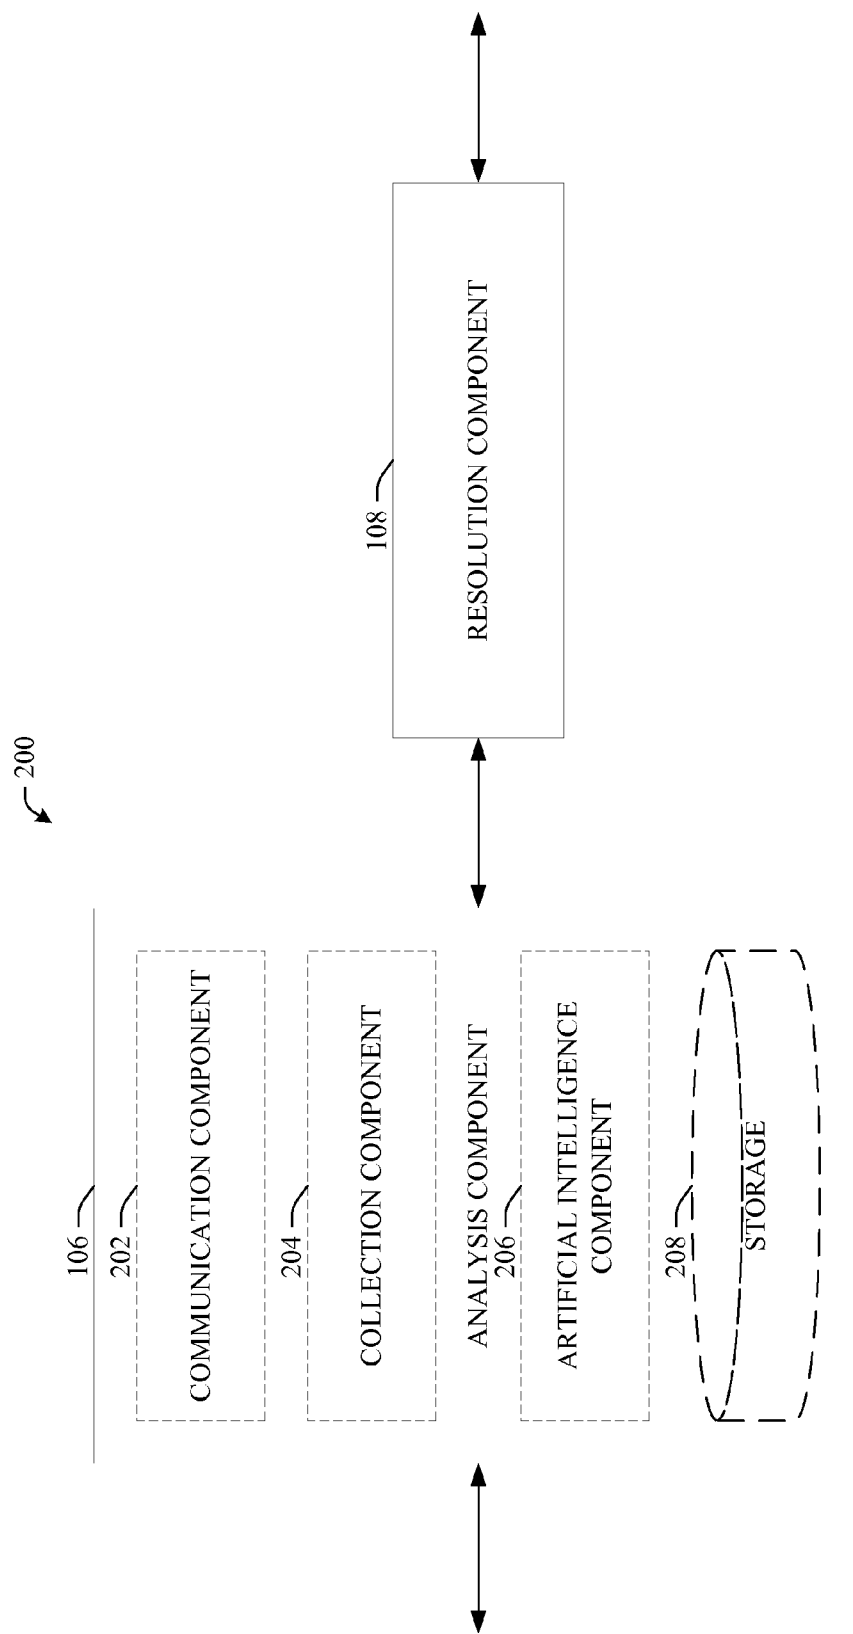 200
106
202
COMMUNICATION COMPONENT
204
COLLECTION COMPONENT
ANALYSIS COMPONENT
206
ARTIFICIAL INTELLIGENCE
COMPONENT
208
STORAGE
108
RESOLUTION COMPONENT